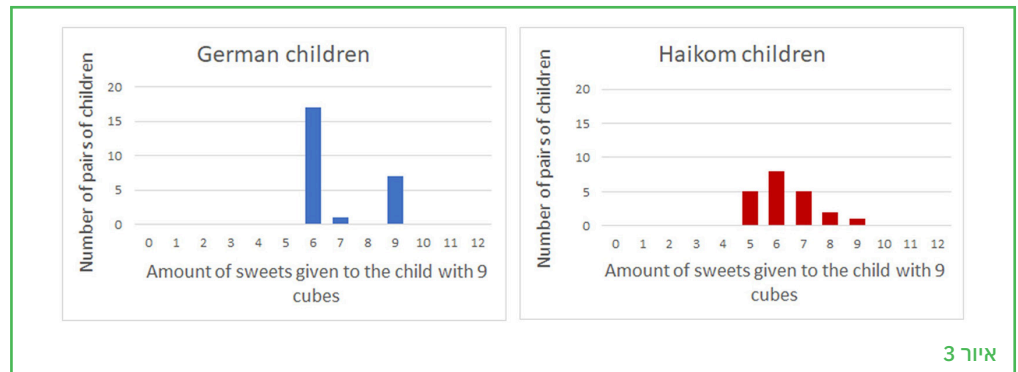 German children
Number of pairs of children
20
15
10
5
0
0 1 2 3 4 5 6 7 8 9 10 11 12
Amount of sweets given to the child with 9
cubes
Haikom children
Number of pairs of children
20
15
10
5
0
0 1 2 3 4 5 6 7 8 9 10 11 12
Amount of sweets given to the child with 9
cubes
איור 3